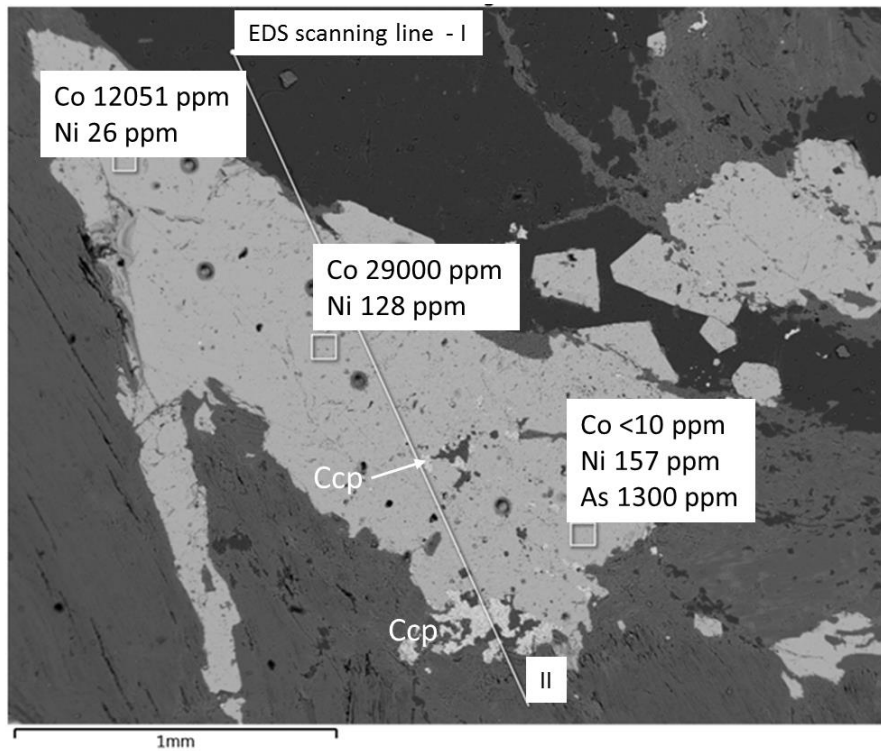 EDS scanning line - I
Co 12051 ppm
Ni 26 ppm
Co 29000 ppm
Ni 128 ppm
Co <10 ppm
Ni 157 ppm
As 1300 ppm
Ccp
Ccp
II
1mm